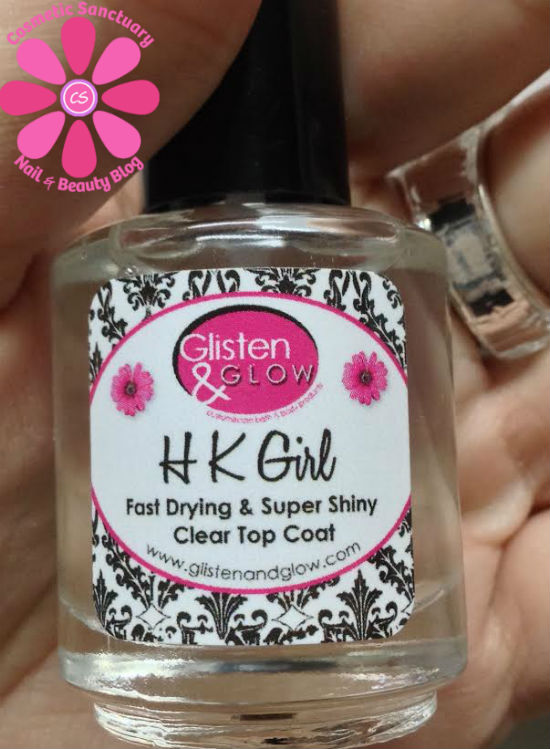 Cosmetic Sanctuary
CS
Nail & Beauty Blog
Glisten
& GLOW
H K Girl
Fast Drying & Super Shiny
Clear Top Coat
www.glistenandglow.com